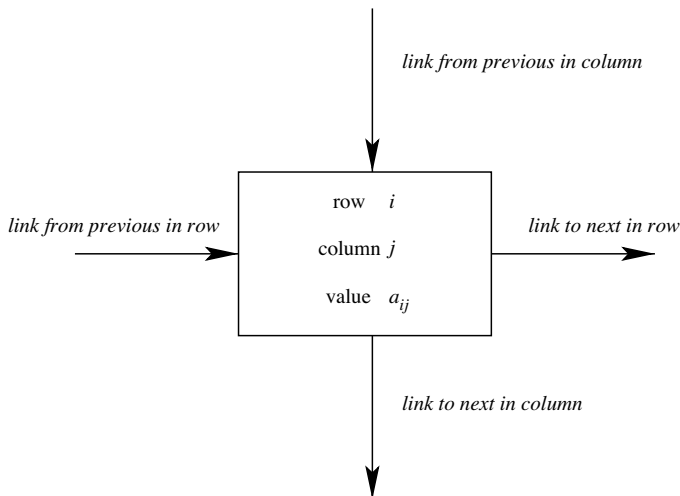 link from previous in column
row i
link from previous in row
link to next in row
column j
value a_ij
link to next in column